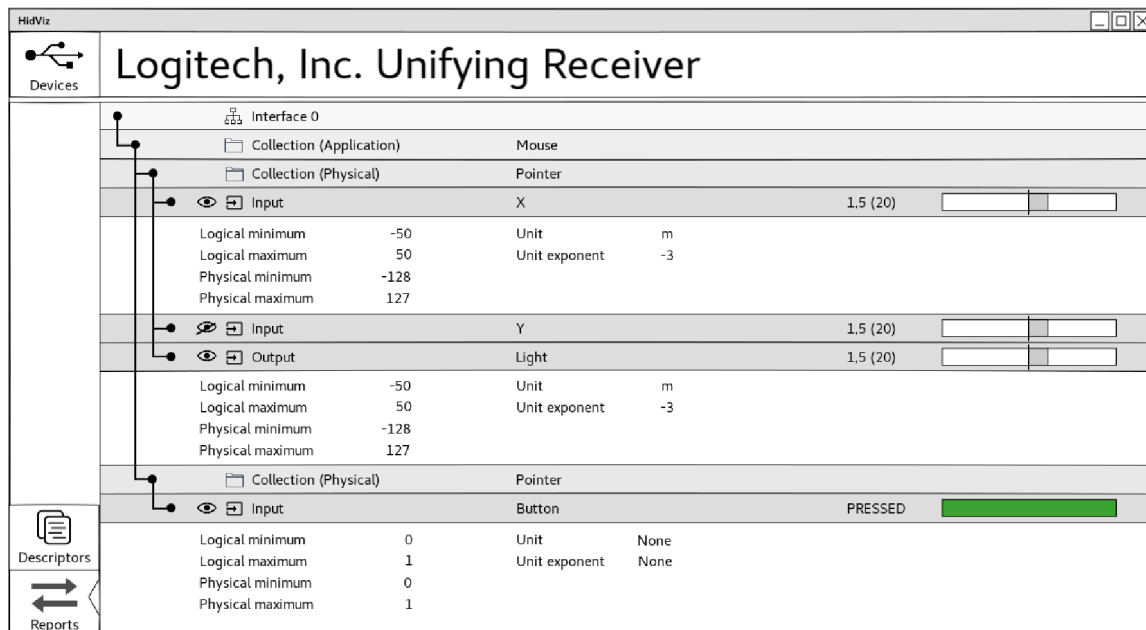 HidViz
Devices
Logitech, Inc. Unifying Receiver
Interface 0
Collection (Application) Mouse
Collection (Physical) Pointer
Input X 1,5 (20)
Logical minimum -50 Unit m
Logical maximum 50 Unit exponent -3
Physical minimum -128
Physical maximum 127
Input Y 1,5 (20)
Output Light 1,5 (20)
Logical minimum -50 Unit m
Logical maximum 50 Unit exponent -3
Physical minimum -128
Physical maximum 127
Collection (Physical) Pointer
Input Button PRESSED
Logical minimum 0 Unit None
Logical maximum 1 Unit exponent None
Physical minimum 0
Physical maximum 1
Descriptors
Reports